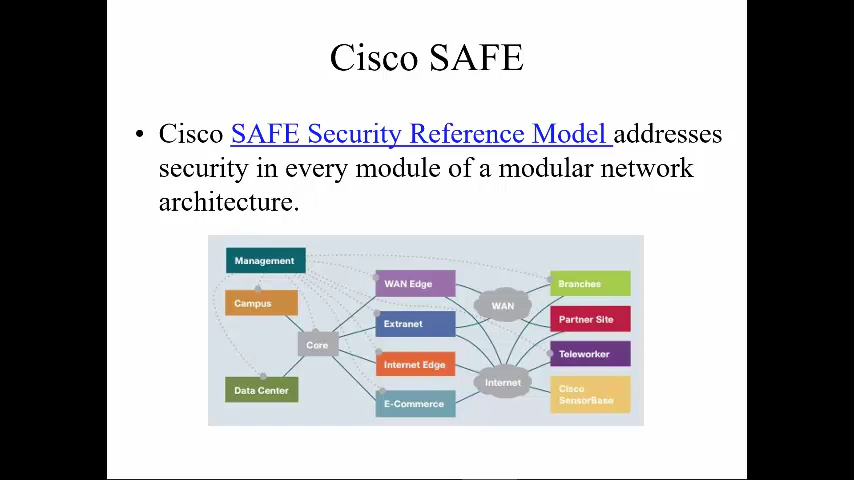 Cisco SAFE
• Cisco SAFE Security Reference Model addresses
security in every module of a modular network
architecture.
Management
Campus
Core
Data Center
WAN Edge
Extranet
Internet Edge
E-Commerce
WAN
Internet
Branches
Partner Site
Teleworker
Cisco
SensorBase